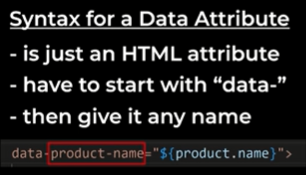 Syntax for a Data Attribute
- is just an HTML attribute
- have to start with “data-”
- then give it any name
data-product-name="${product.name}">